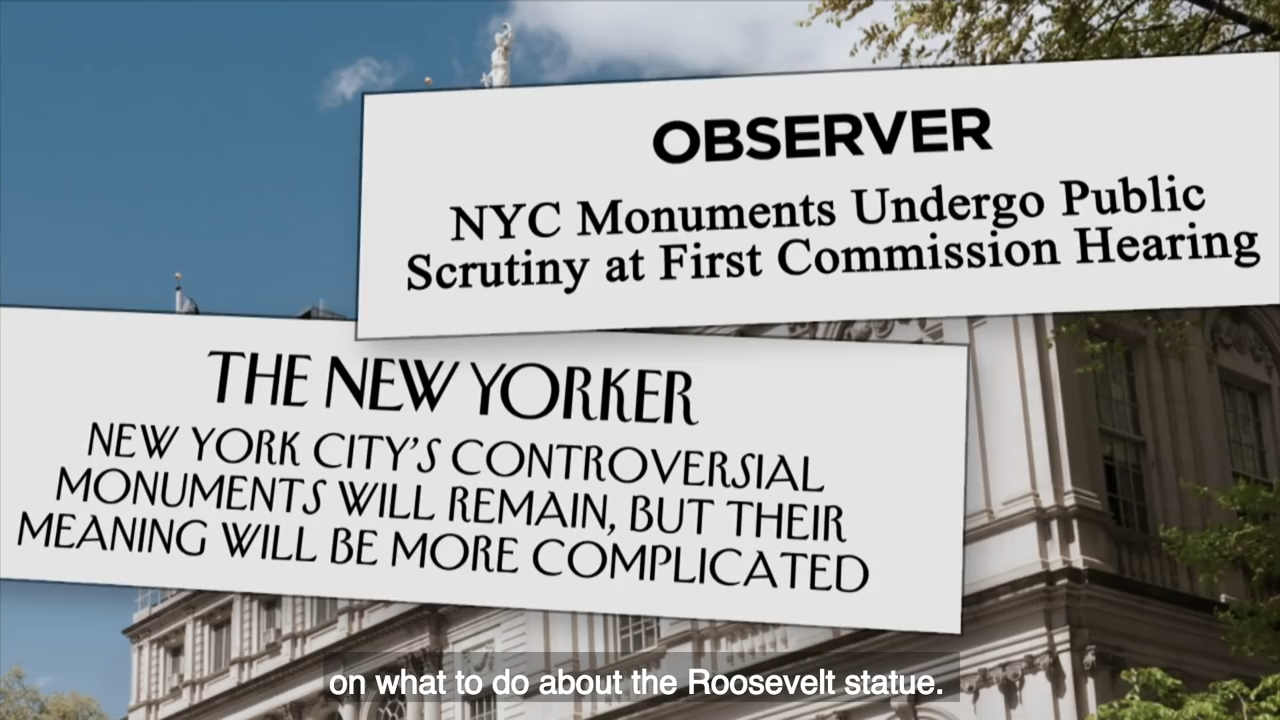 OBSERVER
NYC Monuments Undergo Public
Scrutiny at First Commission Hearing
THE NEW YORKER
NEW YORK CITY'S CONTROVERSIAL
MONUMENTS WILL REMAIN, BUT THEIR
MEANING WILL BE MORE COMPLICATED
on what to do about the Roosevelt statue.